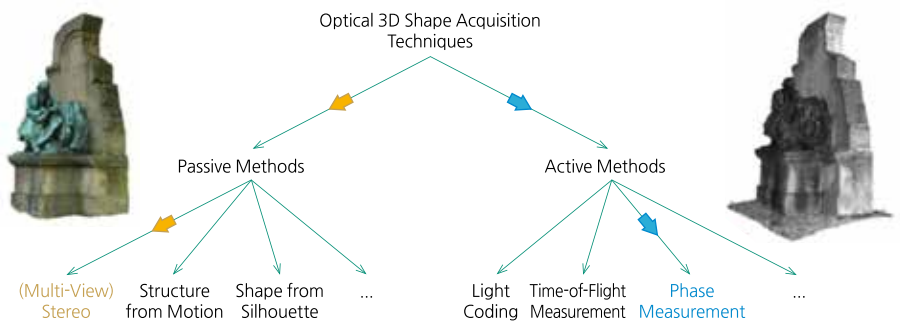 Optical 3D Shape Acquisition
Techniques
Passive Methods
Active Methods
(Multi-View)
Stereo
Structure
from Motion
Shape from
Silhouette
...
Light
Coding
Time-of-Flight
Measurement
Phase
Measurement
...